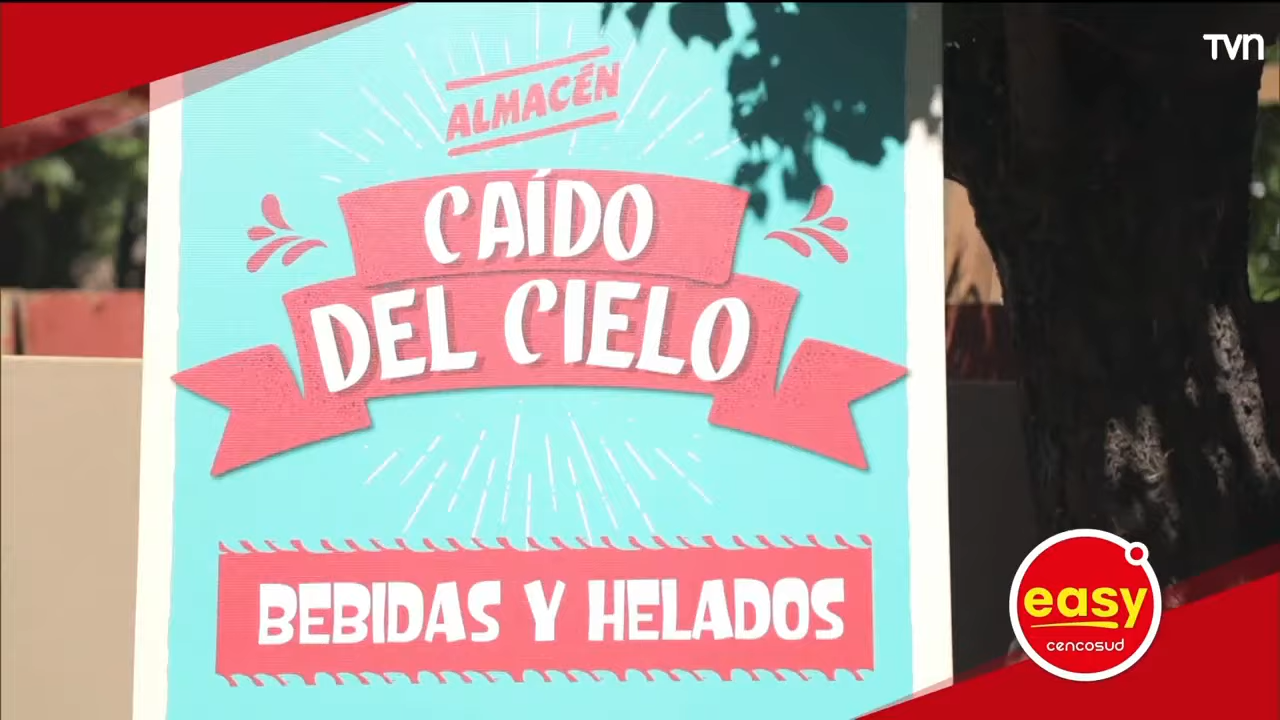 TVN
ALMACÉN
CAÍDO
DEL CIELO
BEBIDAS Y HELADOS
easy
cencosud